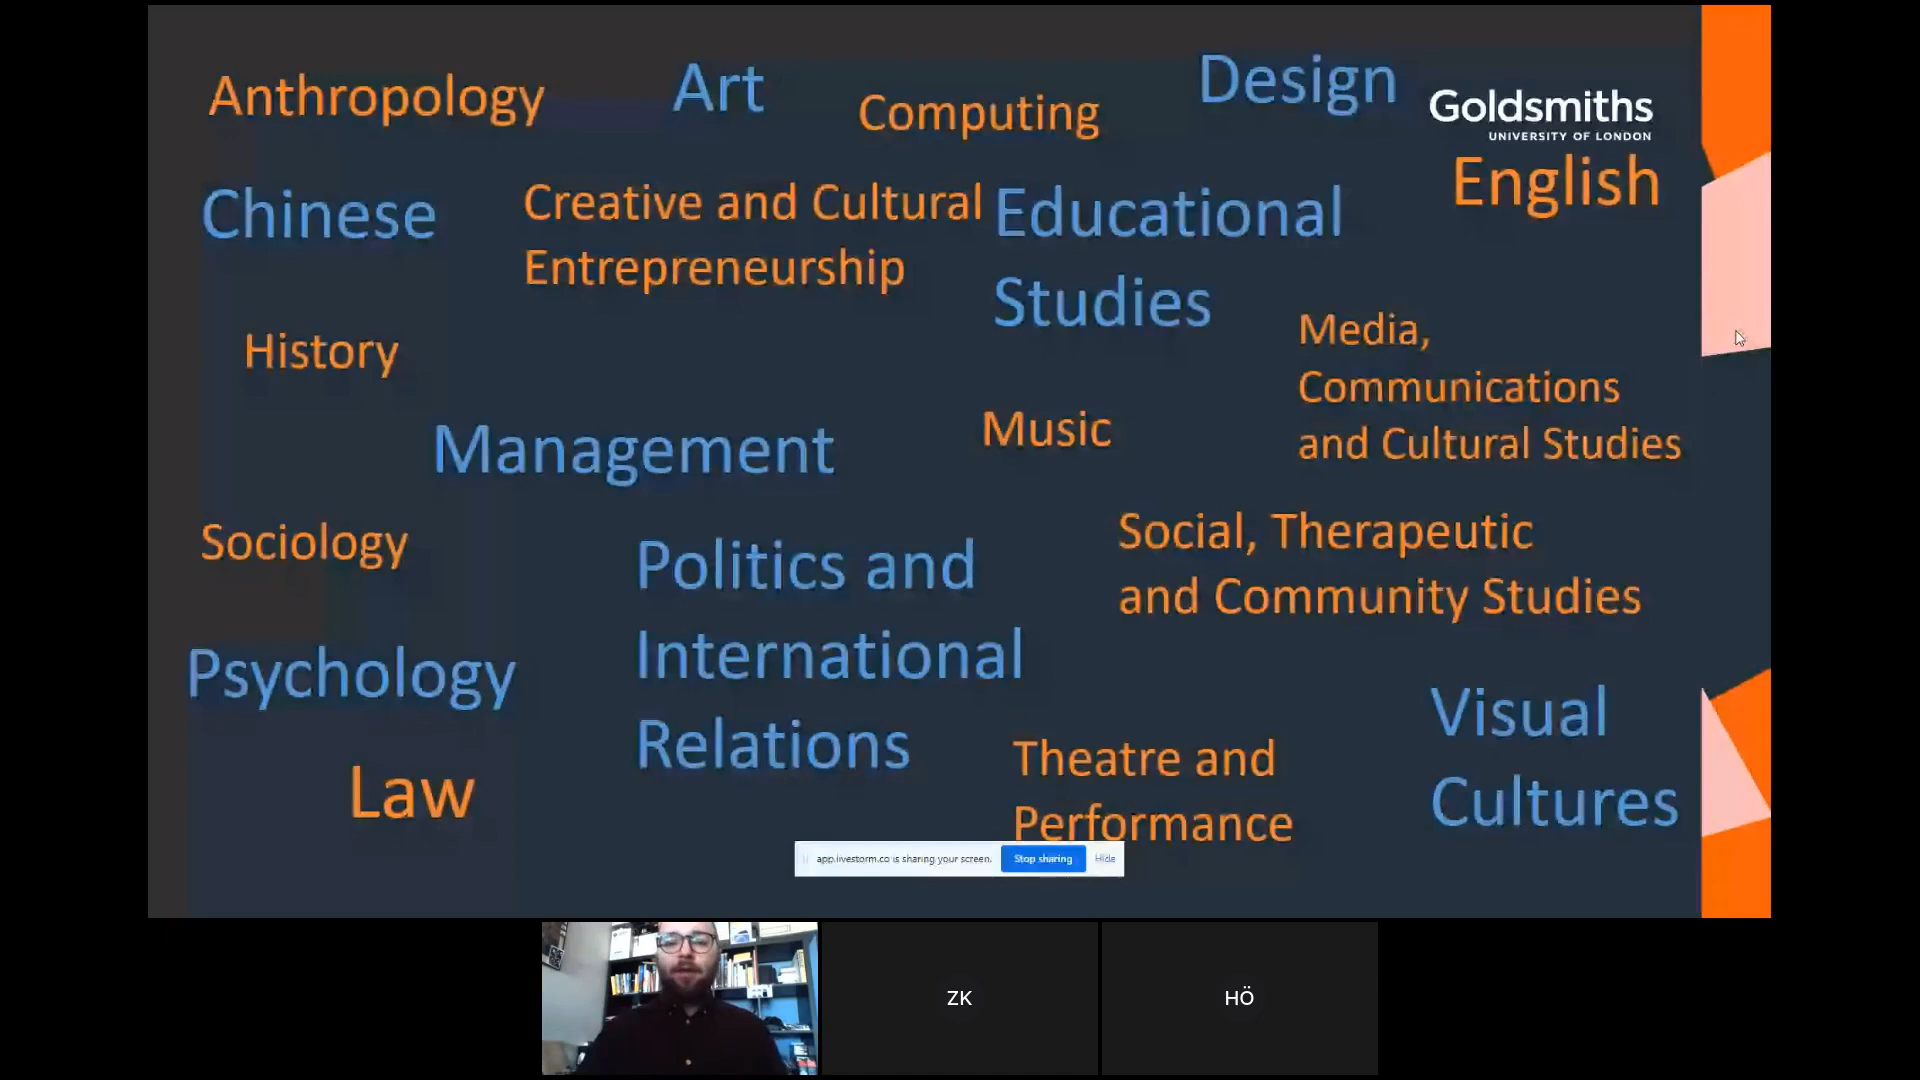 Anthropology
Art
Computing
Design
Goldsmiths
UNIVERSITY OF LONDON
English
Chinese
Creative and Cultural
Entrepreneurship
Educational
Studies
History
Media,
Communications
and Cultural Studies
Management
Music
Sociology
Politics and
International
Relations
Social, Therapeutic
and Community Studies
Psychology
Law
Theatre and
Performance
Visual
Cultures
app.livestorm.co is sharing your screen.
Stop sharing
Hide
ZK
HÖ